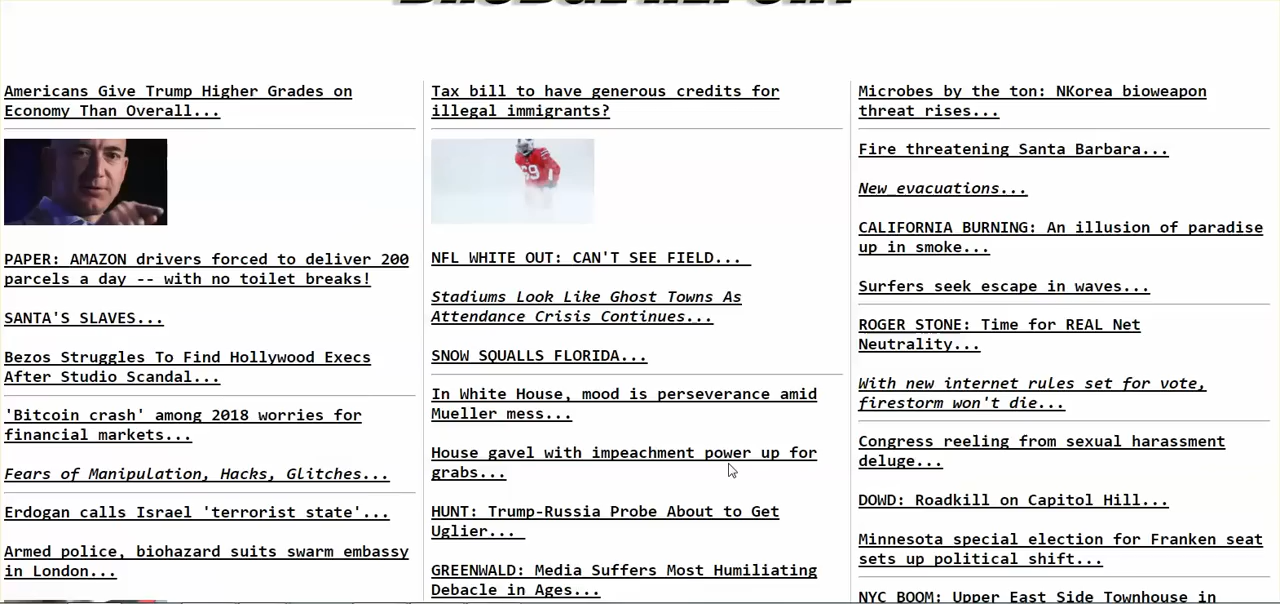 Americans Give Trump Higher Grades on
Economy Than Overall...
PAPER: AMAZON drivers forced to deliver 200
parcels a day -- with no toilet breaks!
SANTA'S SLAVES...
Bezos Struggles To Find Hollywood Execs
After Studio Scandal...
'Bitcoin crash' among 2018 worries for
financial markets...
Fears of Manipulation, Hacks, Glitches...
Erdogan calls Israel 'terrorist state'...
Armed police, biohazard suits swarm embassy
in London...
Tax bill to have generous credits for
illegal immigrants?
69
NFL WHITE OUT: CAN'T SEE FIELD...
Stadiums Look Like Ghost Towns As
Attendance Crisis Continues...
SNOW SQUALLS FLORIDA...
In White House, mood is perseverance amid
Mueller mess...
House gavel with impeachment power up for
grabs...
HUNT: Trump-Russia Probe About to Get
Uglier...
GREENWALD: Media Suffers Most Humiliating
Debacle in Ages...
Microbes by the ton: NKorea bioweapon
threat rises...
Fire threatening Santa Barbara...
New evacuations...
CALIFORNIA BURNING: An illusion of paradise
up in smoke...
Surfers seek escape in waves...
ROGER STONE: Time for REAL Net
Neutrality...
With new internet rules set for vote,
firestorm won't die...
Congress reeling from sexual harassment
deluge...
DOWD: Roadkill on Capitol Hill...
Minnesota special election for Franken seat
sets up political shift...
NYC BOOM: Upper East Side Townhouse in